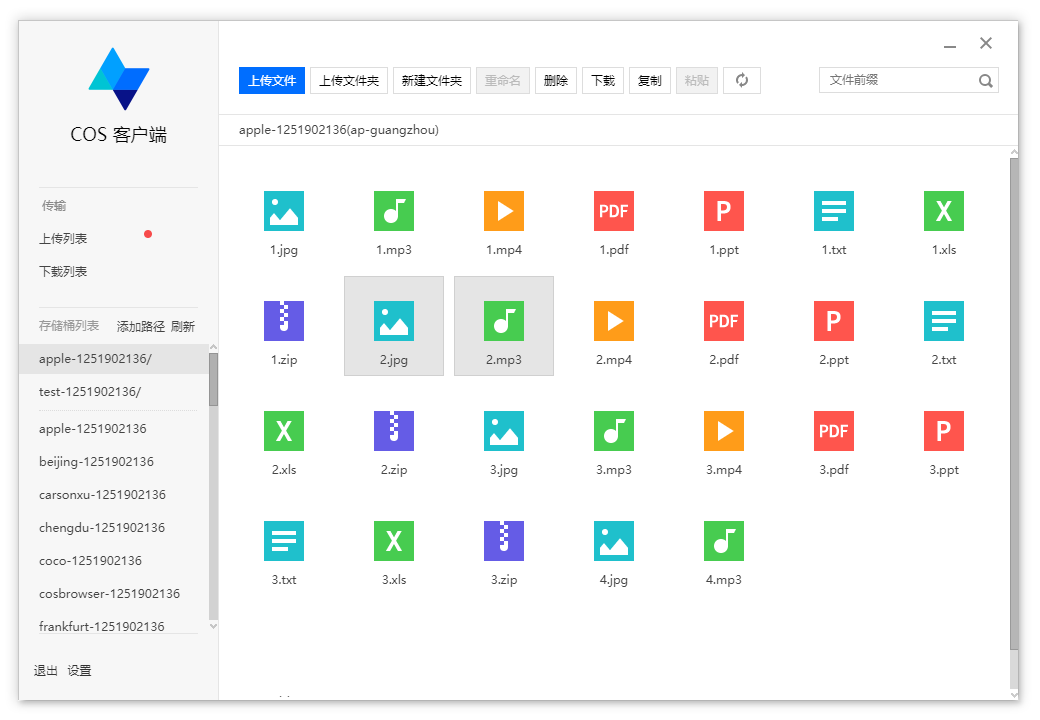 COS 客户端
上传文件 上传文件夹 新建文件夹 重命名 删除 下载 复制 粘贴 文件前缀
apple-1251902136(ap-guangzhou)
传输
上传列表
下载列表
存储桶列表 添加路径 刷新
apple-1251902136/
test-1251902136/
apple-1251902136
beijing-1251902136
carsonxu-1251902136
chengdu-1251902136
coco-1251902136
cosbrowser-1251902136
frankfurt-1251902136
退出 设置
PDF P X
1.jpg 1.mp3 1.mp4 1.pdf 1.ppt 1.txt 1.xls
PDF P
1.zip 2.jpg 2.mp3 2.mp4 2.pdf 2.ppt 2.txt
X PDF P
2.xls 2.zip 3.jpg 3.mp3 3.mp4 3.pdf 3.ppt
X
3.txt 3.xls 3.zip 4.jpg 4.mp3